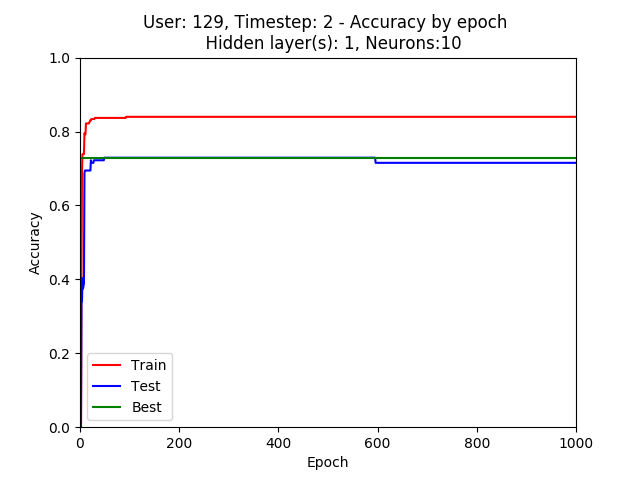 User: 129, Timestep: 2 - Accuracy by epoch
Hidden layer(s): 1, Neurons:10
1.0
0.8
0.6
0.4
0.2
0.0
Accuracy
Train
Test
Best
0 200 400 600 800 1000
Epoch